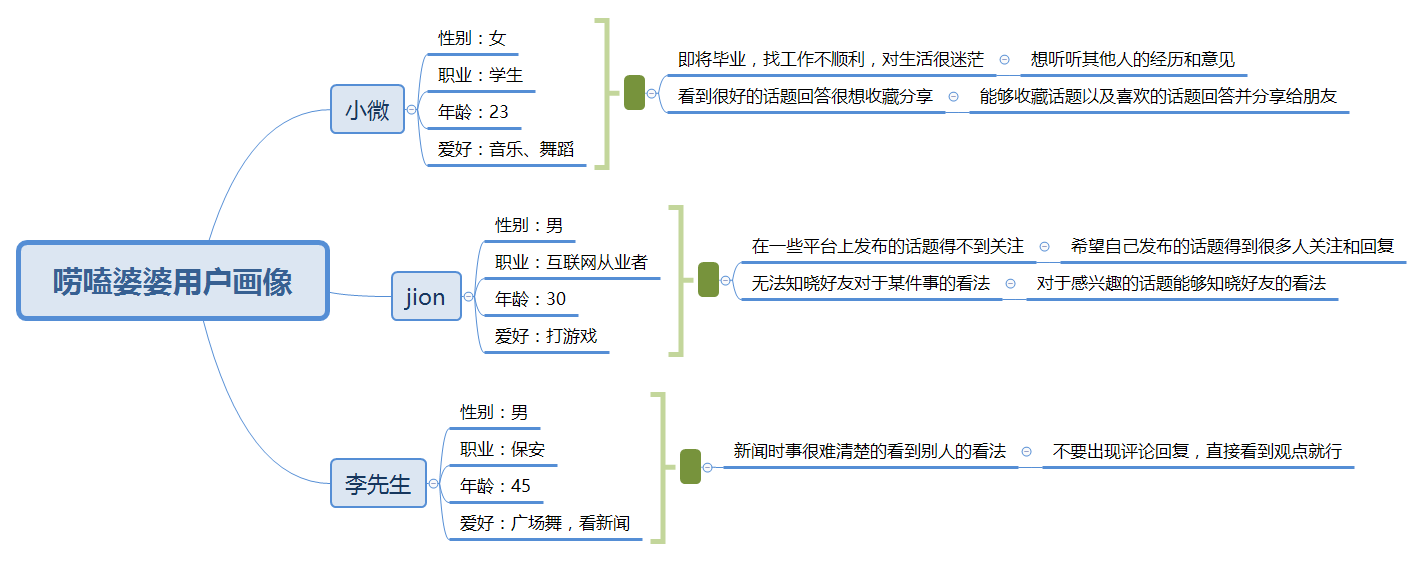 唠嗑婆婆用户画像
小微
性别：女
职业：学生
年龄：23
爱好：音乐、舞蹈
即将毕业，找工作不顺利，对生活很迷茫
想听听其他人的经历和意见
看到很好的话题回答很想收藏分享
能够收藏话题以及喜欢的话题回答并分享给朋友
jion
性别：男
职业：互联网从业者
年龄：30
爱好：打游戏
在一些平台上发布的话题得不到关注
希望自己发布的话题得到很多人关注和回复
无法知晓好友对于某件事的看法
对于感兴趣的话题能够知晓好友的看法
李先生
性别：男
职业：保安
年龄：45
爱好：广场舞，看新闻
新闻时事很难清楚的看到别人的看法
不要出现评论回复，直接看到观点就行